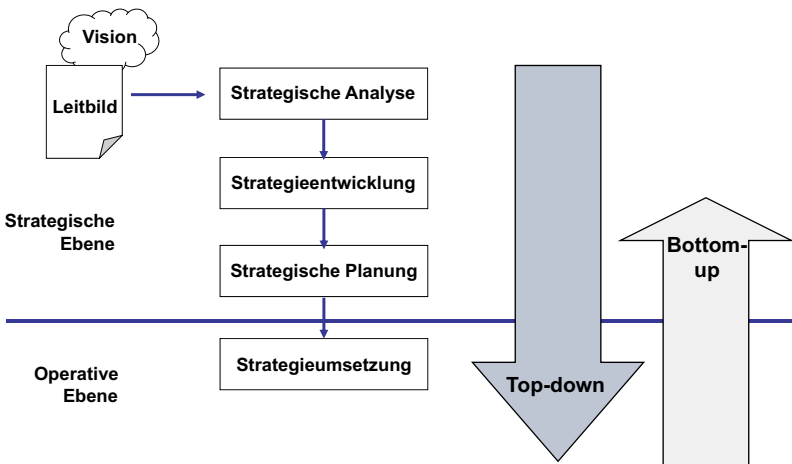 Vision
Leitbild
Strategische Analyse
Strategieentwicklung
Strategische Ebene
Strategische Planung
Bottom-
up
Strategieumsetzung
Operative
Ebene
Top-down